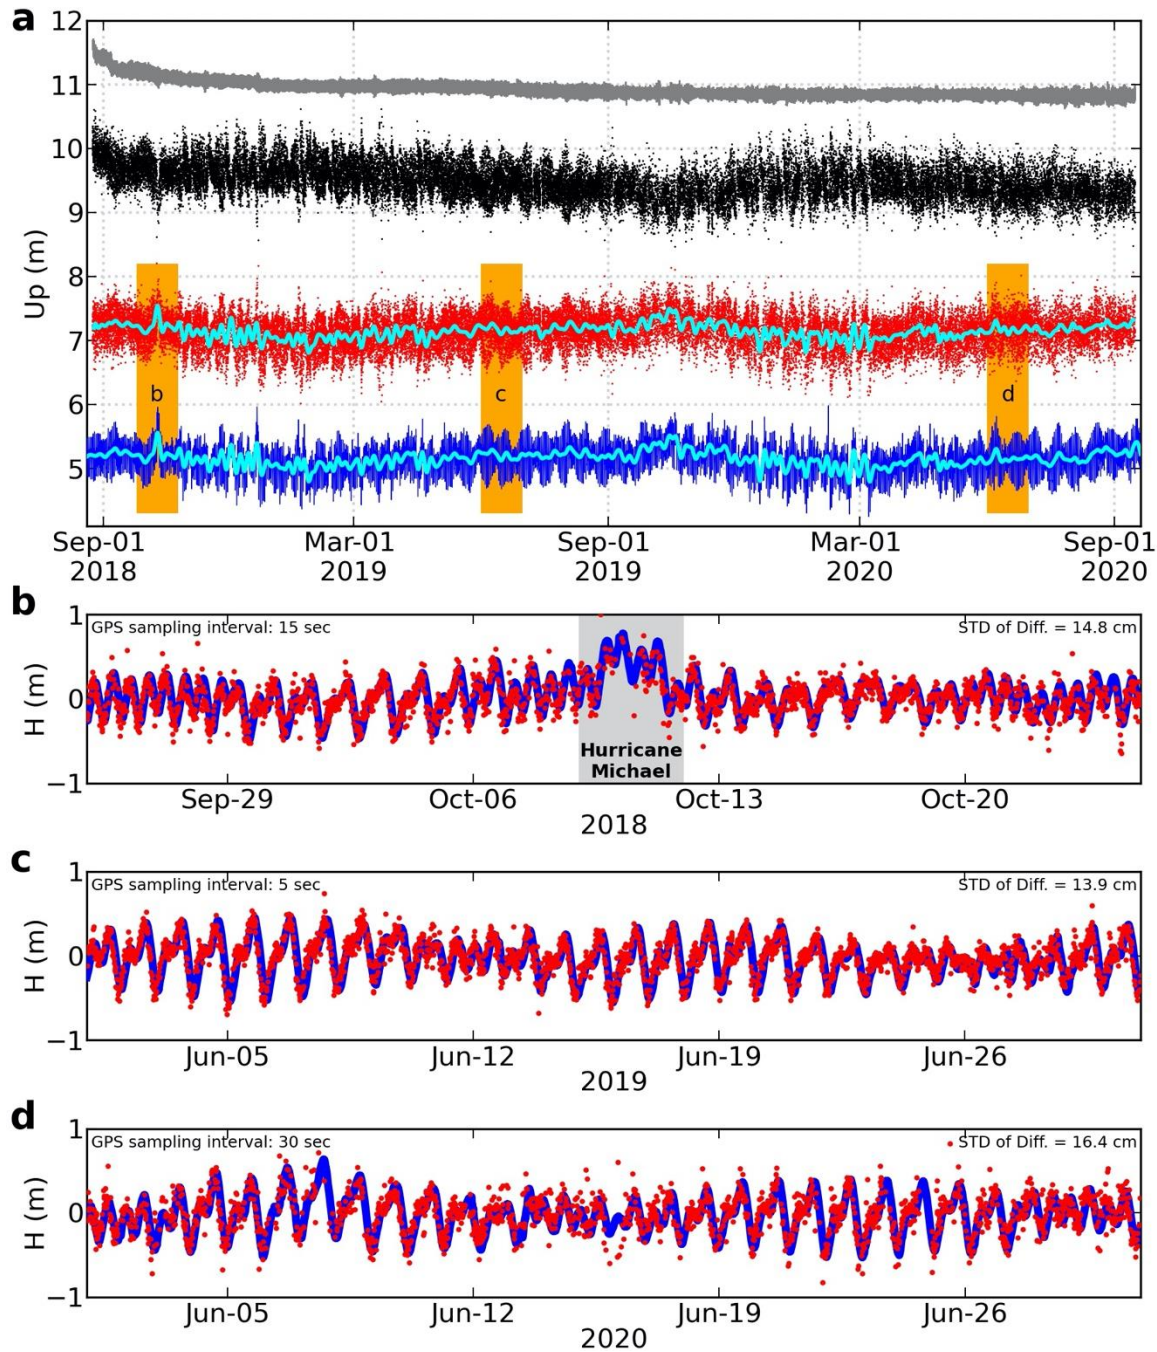 a
12
11
10
9
8
7
6
5
Up (m)
b
c
d
Sep-01
2018
Mar-01
2019
Sep-01
2019
Mar-01
2020
Sep-01
2020
b
GPS sampling interval: 15 sec
STD of Diff. = 14.8 cm
1
0
−1
H (m)
Hurricane
Michael
Sep-29
Oct-06
Oct-13
Oct-20
2018
c
GPS sampling interval: 5 sec
STD of Diff. = 13.9 cm
1
0
−1
H (m)
Jun-05
Jun-12
Jun-19
Jun-26
2019
d
GPS sampling interval: 30 sec
STD of Diff. = 16.4 cm
1
0
−1
H (m)
Jun-05
Jun-12
Jun-19
Jun-26
2020